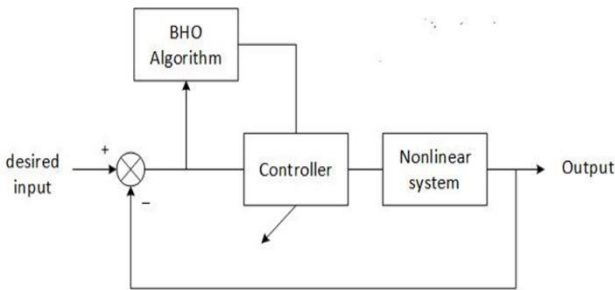 BHO
Algorithm
+
desired
input
−
Controller
Nonlinear
system
Output